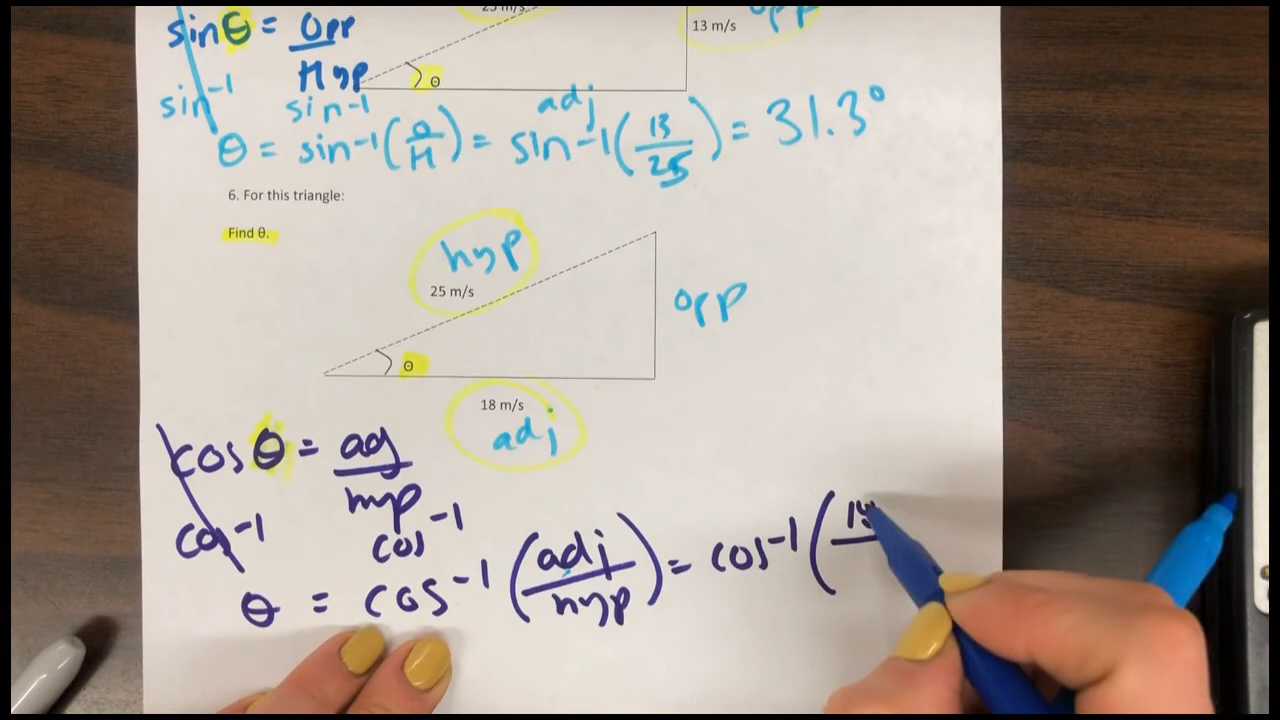 sinθ = opp
Hyp
13 m/s
opp
θ
sin-1 sin-1
adj
θ = sin-1(O/H) = sin-1(13/25) = 31.3°
6. For this triangle:
Find θ.
hyp
25 m/s
opp
θ
18 m/s
adj
cos θ = adj
hyp
cos-1 cos-1
θ = cos-1(adj/hyp) = cos-1(